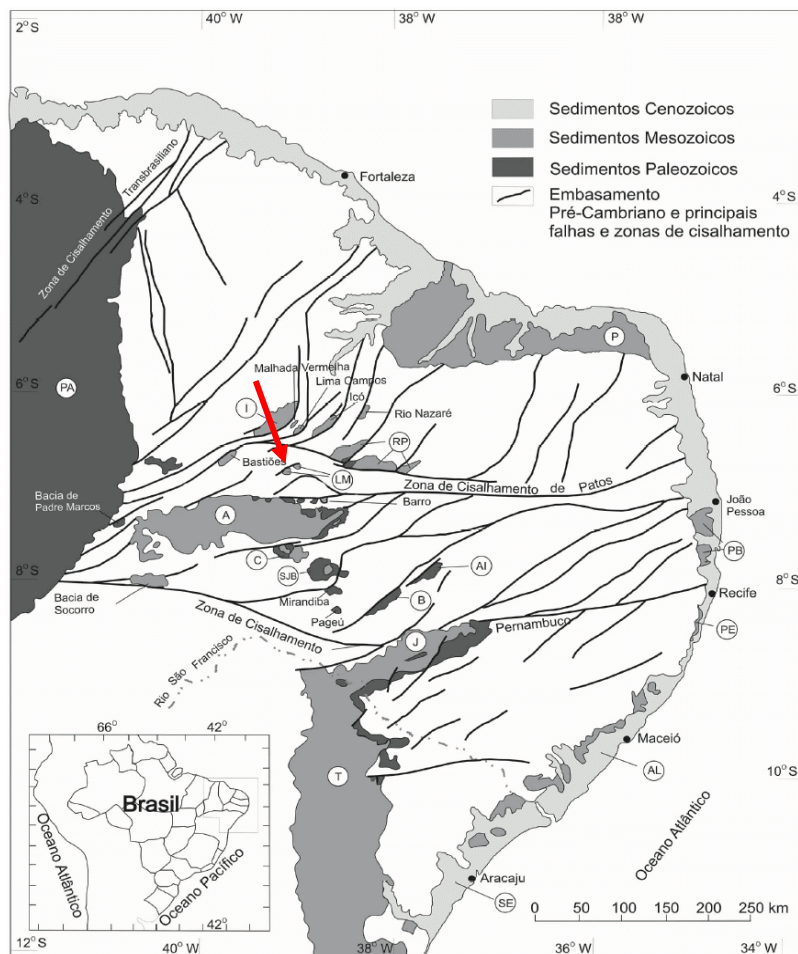 40° W
38° W
36° W
2° S
4° S
4° S
6° S
6° S
8° S
8° S
10° S
12° S
40° W
38° W
36° W
34° W
Sedimentos Cenozoicos
Sedimentos Mesozoicos
Sedimentos Paleozoicos
Embasamento
Pré-Cambriano e principais
falhas e zonas de cisalhamento
Zona de Cisalhamento
Transbrasiliano
Fortaleza
P
Natal
PA
Malhada Vermelha
Lima Campos
Icó
I
Rio Nazaré
RP
Bastiões
LM
Zona de Cisalhamento de Patos
João
Pessoa
Bacia de
Padre Marcos
A
Barro
PB
C
SJB
AI
B
Bacia de
Socorro
Mirandiba
Pageú
Recife
Zona de Cisalhamento
Pernambuco
PE
J
Rio São Francisco
Maceió
AL
T
Oceano Atlântico
Aracaju
SE
0 50 100 150 200 250 km
66°
42°
42°
Brasil
Oceano Atlântico
Oceano Pacífico
42°